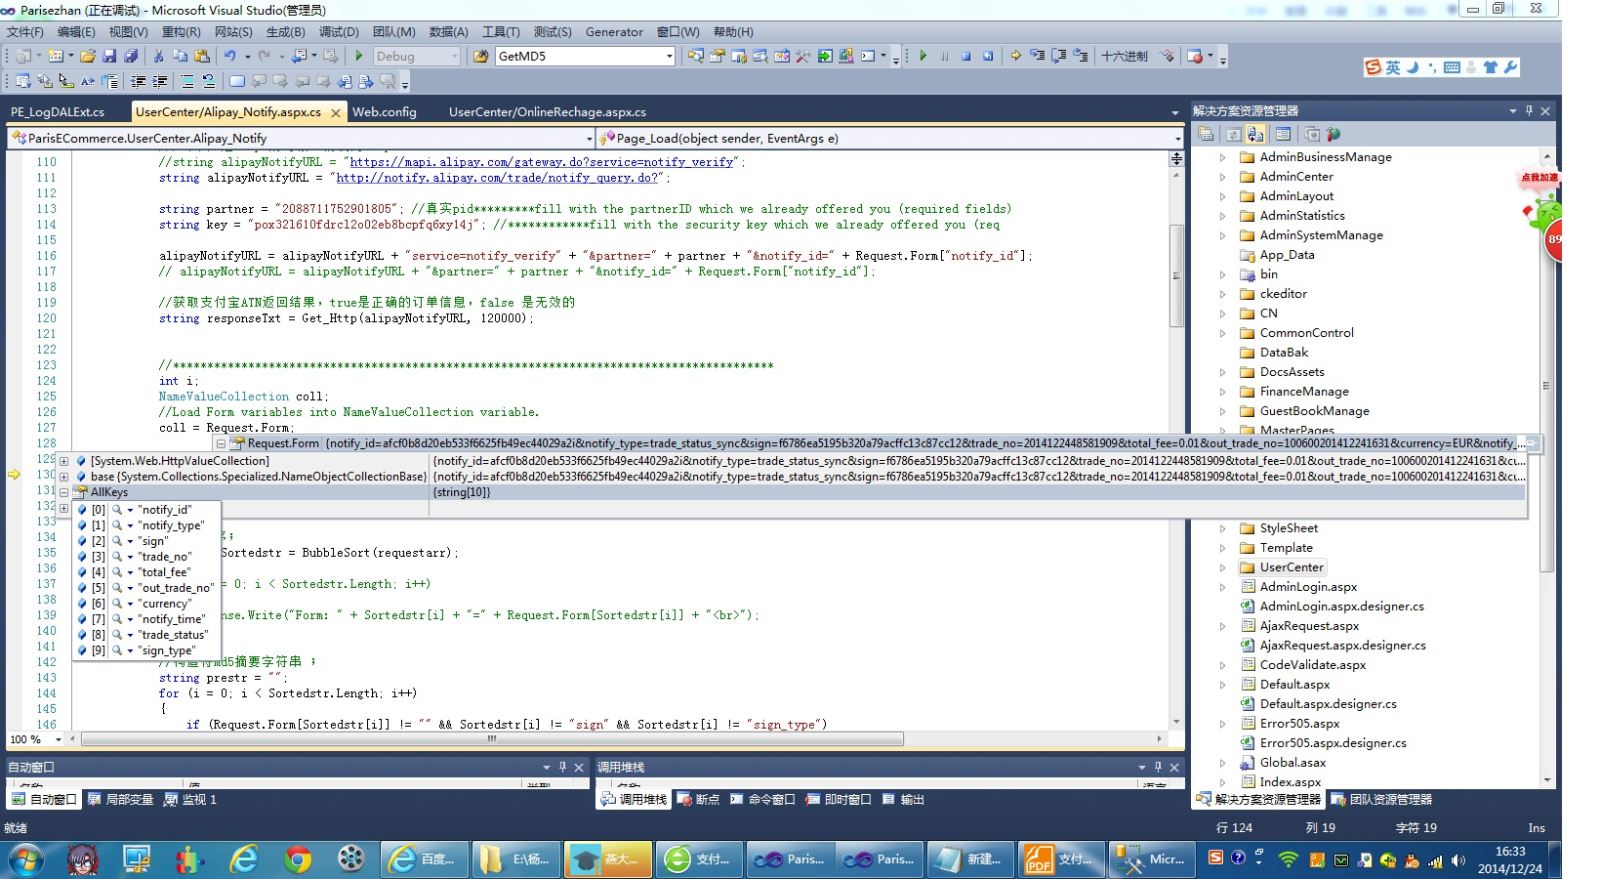 Parisezhan (正在调试) - Microsoft Visual Studio(管理员)
文件(F) 编辑(E) 视图(V) 重构(R) 网站(S) 生成(B) 调试(D) 团队(M) 数据(A) 工具(T) 测试(S) Generator 窗口(W) 帮助(H)
Debug GetMD5 十六进制
英
PE_LogDALExt.cs UserCenter/Alipay_Notify.aspx.cs Web.config UserCenter/OnlineRechage.aspx.cs
ParisECommerce.UserCenter.Alipay_Notify Page_Load(object sender, EventArgs e)
110 //string alipayNotifyURL = "https://mapi.alipay.com/gateway.do?service=notify_verify";
111 string alipayNotifyURL = "http://notify.alipay.com/trade/notify_query.do?";
112
113 string partner = "2088711752901805"; //真实pid*********fill with the partnerID which we already offered you (required fields)
114 string key = "pox32l610fdrcl2o02eb8bcpfq6xy14j"; //************fill with the security key which we already offered you (req
115
116 alipayNotifyURL = alipayNotifyURL + "service=notify_verify" + "&partner=" + partner + "&notify_id=" + Request.Form["notify_id"];
117 // alipayNotifyURL = alipayNotifyURL + "&partner=" + partner + "&notify_id=" + Request.Form["notify_id"];
118
119 //获取支付宝ATN返回结果，true是正确的订单信息，false 是无效的
120 string responseTxt = Get_Http(alipayNotifyURL, 120000);
121
122
123 //****************************************************************************************
124 int i;
125 NameValueCollection coll;
126 //Load Form variables into NameValueCollection variable.
127 coll = Request.Form;
128 Request.Form {notify_id=afcf0b8d20eb533f6625fb49ec44029a2i&notify_type=trade_status_sync&sign=f6786ea5195b320a79acffc13c87cc12&trade_no=2014122448581909&total_fee=0.01&out_trade_no=100600201412241631&currency=EUR&notify_...
[System.Web.HttpValueCollection] {notify_id=afcf0b8d20eb533f6625fb49ec44029a2i&notify_type=trade_status_sync&sign=f6786ea5195b320a79acffc13c87cc12&trade_no=2014122448581909&total_fee=0.01&out_trade_no=100600201412241631&cu...
130 base {System.Collections.Specialized.NameObjectCollectionBase} {notify_id=afcf0b8d20eb533f6625fb49ec44029a2i&notify_type=trade_status_sync&sign=f6786ea5195b320a79acffc13c87cc12&trade_no=2014122448581909&total_fee=0.01&out_trade_no=100600201412241631&cu...
131 AllKeys {string[10]}
132 [0] "notify_id"
133 [1] "notify_type"
134 [2] "sign"
135 Sortedstr = BubbleSort(requestarr);
[3] "trade_no"
136 [4] "total_fee"
137 [5] "out_trade_no" = 0; i < Sortedstr.Length; i++)
138 [6] "currency"
139 [7] "notify_time" nse.Write("Form: " + Sortedstr[i] + "=" + Request.Form[Sortedstr[i]] + "<br>");
140 [8] "trade_status"
141 [9] "sign_type"
142 //构造待md5摘要字符串 ；
143 string prestr = "";
144 for (i = 0; i < Sortedstr.Length; i++)
145 {
146 if (Request.Form[Sortedstr[i]] != "" && Sortedstr[i] != "sign" && Sortedstr[i] != "sign_type")
100 %
解决方案资源管理器
AdminBusinessManage
AdminCenter
AdminLayout
AdminStatistics
AdminSystemManage
App_Data
bin
ckeditor
CN
CommonControl
DataBak
DocsAssets
FinanceManage
GuestBookManage
MasterPages
StyleSheet
Template
UserCenter
AdminLogin.aspx
AdminLogin.aspx.designer.cs
AjaxRequest.aspx
AjaxRequest.aspx.designer.cs
CodeValidate.aspx
Default.aspx
Default.aspx.designer.cs
Error505.aspx
Error505.aspx.designer.cs
Global.asax
Index.aspx
点我加速
89
自动窗口 调用堆栈
名称 值 类型 名称 语言
自动窗口 局部变量 监视 1 调用堆栈 断点 命令窗口 即时窗口 输出 解决方案资源管理器 团队资源管理器
就绪 行 124 列 19 字符 19 Ins
百度... E:\杨... 燕大... 支付... Paris... Paris... 新建... 支付... Micr...
16:33
2014/12/24